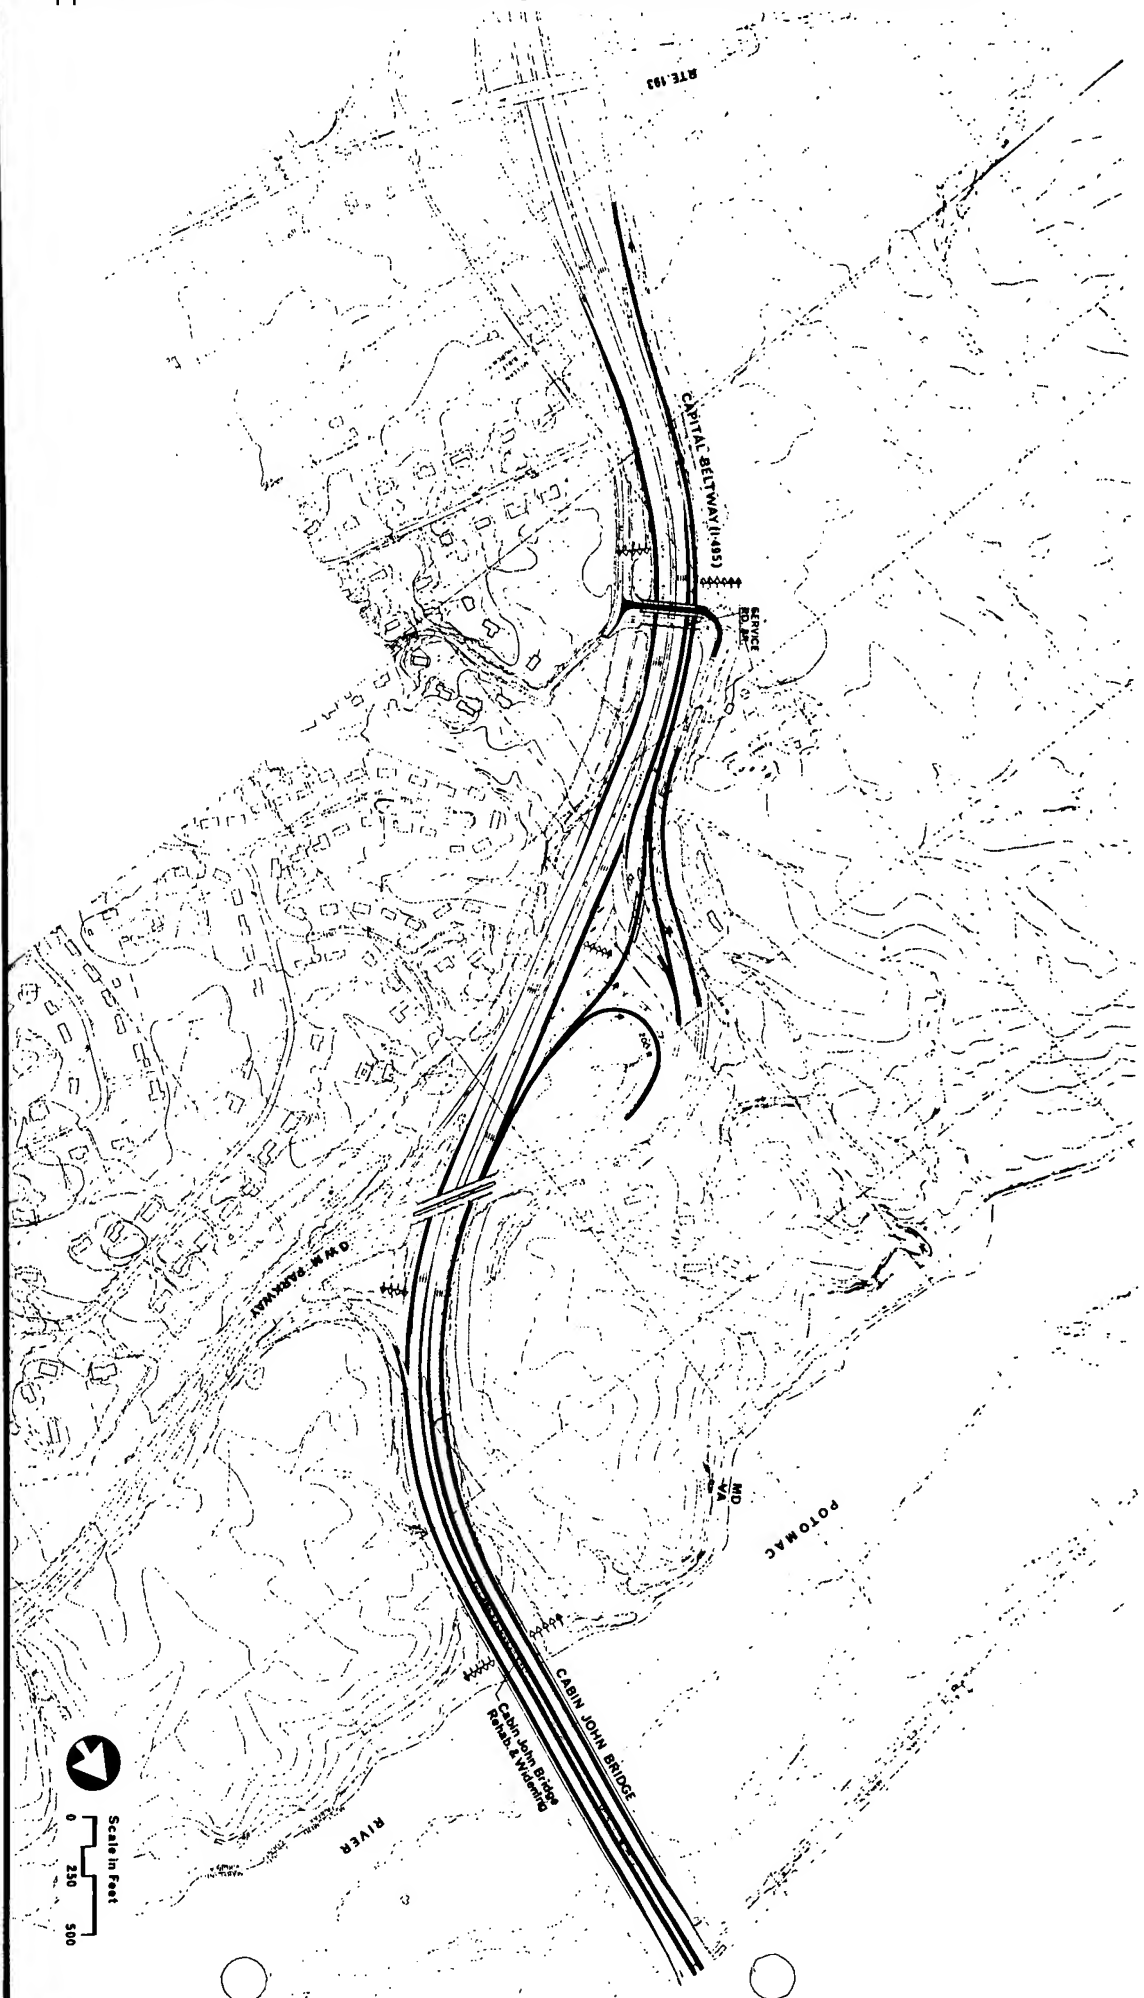 RTE. 193
CAPITAL BELTWAY (I-495)
SERVICE
RD. BR.
200'R
G W M PARKWAY
MD
VA
POTOMAC
CABIN JOHN BRIDGE
Cabin John Bridge
Rehab. & Widening
RIVER
Scale in Feet
0 250 500